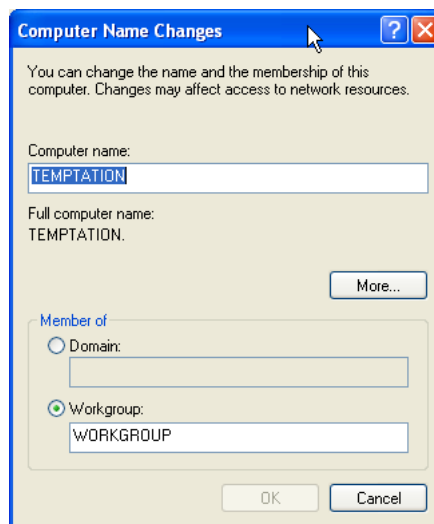 Computer Name Changes
You can change the name and the membership of this
computer. Changes may affect access to network resources.
Computer name:
TEMPTATION
Full computer name:
TEMPTATION.
More...
Member of
Domain:
Workgroup:
WORKGROUP
OK Cancel